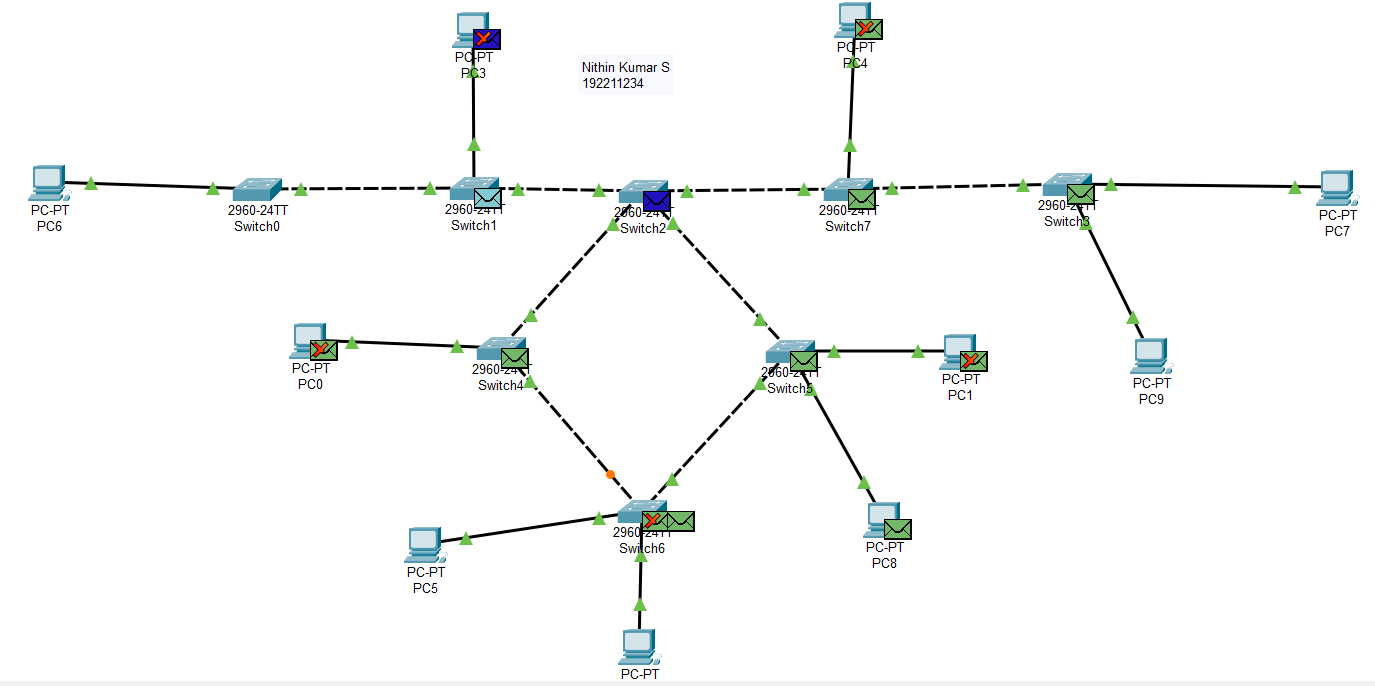 PC-PT
PC3
PC-PT
PC4
Nithin Kumar S
192211234
PC-PT
PC6
2960-24TT
Switch0
2960-24TT
Switch1
2960-24TT
Switch2
2960-24TT
Switch7
2960-24TT
Switch3
PC-PT
PC7
PC-PT
PC0
2960-24TT
Switch4
2960-24TT
Switch5
PC-PT
PC1
PC-PT
PC9
2960-24TT
Switch6
PC-PT
PC5
PC-PT
PC8
PC-PT